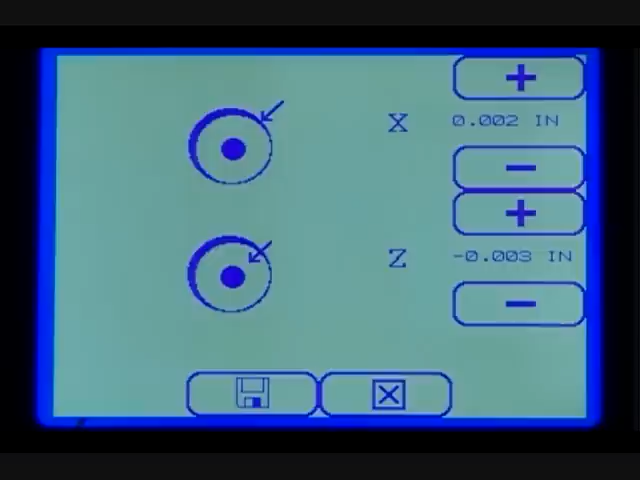 +
X 0.002 IN
-
+
Z -0.003 IN
-